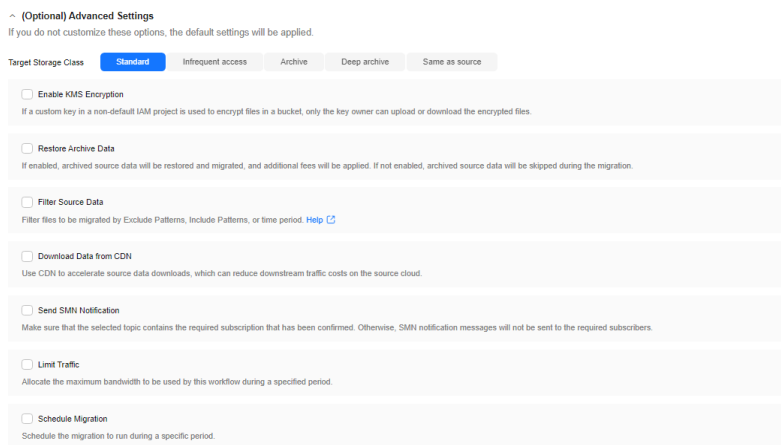 (Optional) Advanced Settings
If you do not customize these options, the default settings will be applied.
Target Storage Class Standard Infrequent access Archive Deep archive Same as source
Enable KMS Encryption
If a custom key in a non-default IAM project is used to encrypt files in a bucket, only the key owner can upload or download the encrypted files.
Restore Archive Data
If enabled, archived source data will be restored and migrated, and additional fees will be applied. If not enabled, archived source data will be skipped during the migration.
Filter Source Data
Filter files to be migrated by Exclude Patterns, Include Patterns, or time period. Help
Download Data from CDN
Use CDN to accelerate source data downloads, which can reduce downstream traffic costs on the source cloud.
Send SMN Notification
Make sure that the selected topic contains the required subscription that has been confirmed. Otherwise, SMN notification messages will not be sent to the required subscribers.
Limit Traffic
Allocate the maximum bandwidth to be used by this workflow during a specified period.
Schedule Migration
Schedule the migration to run during a specific period.